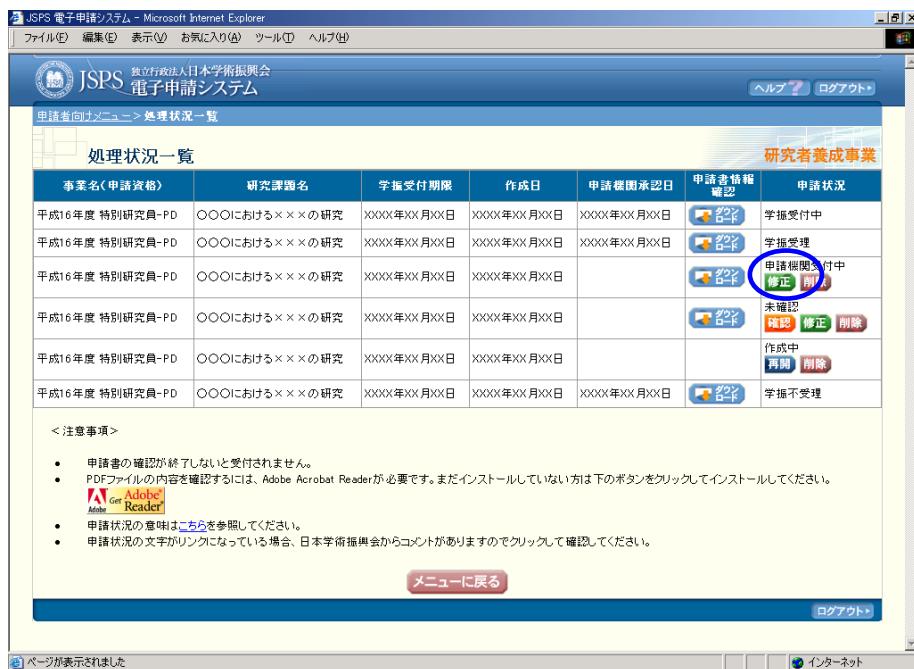 JSPS 電子申請システム - Microsoft Internet Explorer
ファイル(F) 編集(E) 表示(V) お気に入り(A) ツール(T) ヘルプ(H)
JSPS 独立行政法人日本学術振興会
電子申請システム
ヘルプ ? ログアウト
申請者向けメニュー > 処理状況一覧
処理状況一覧
研究者養成事業
事業名(申請資格) 研究課題名 学振受付期限 作成日 申請機関承認日 申請書情報確認 申請状況
平成16年度 特別研究員-PD 〇〇〇における×××の研究 XXXX年XX月XX日 XXXX年XX月XX日 XXXX年XX月XX日 ダウンロード 学振受付中
平成16年度 特別研究員-PD 〇〇〇における×××の研究 XXXX年XX月XX日 XXXX年XX月XX日 XXXX年XX月XX日 ダウンロード 学振受理
平成16年度 特別研究員-PD 〇〇〇における×××の研究 XXXX年XX月XX日 XXXX年XX月XX日 ダウンロード 申請機関受付中
修正 削除
平成16年度 特別研究員-PD 〇〇〇における×××の研究 XXXX年XX月XX日 XXXX年XX月XX日 ダウンロード 未確認
確認 修正 削除
平成16年度 特別研究員-PD 〇〇〇における×××の研究 XXXX年XX月XX日 XXXX年XX月XX日 作成中
再開 削除
平成16年度 特別研究員-PD 〇〇〇における×××の研究 XXXX年XX月XX日 XXXX年XX月XX日 XXXX年XX月XX日 ダウンロード 学振不受理
<注意事項>
• 申請書の確認が終了しないと受付されません。
• PDFファイルの内容を確認するには、Adobe Acrobat Readerが必要です。まだインストールしていない方は下のボタンをクリックしてインストールしてください。
Adobe Get Adobe Reader
• 申請状況の意味はこちらを参照してください。
• 申請状況の文字がリンクになっている場合、日本学術振興会からコメントがありますのでクリックして確認してください。
メニューに戻る
ログアウト
ページが表示されました インターネット